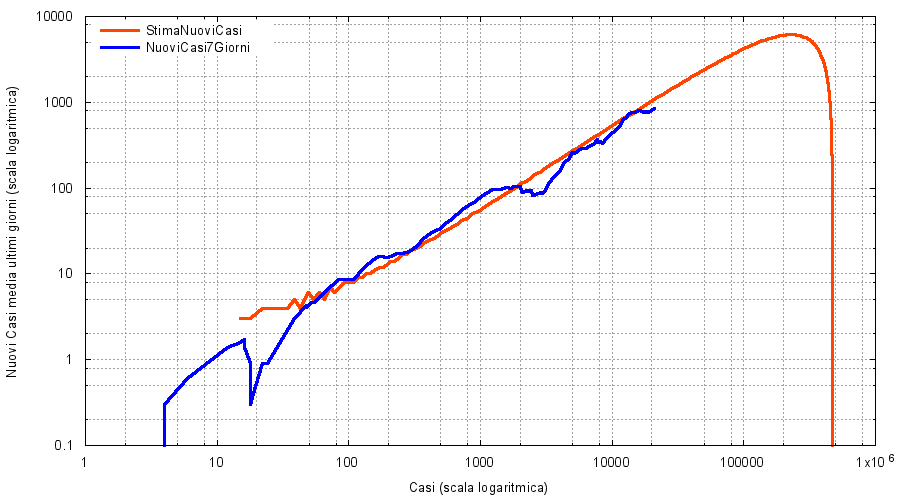 10000
StimaNuoviCasi
NuoviCasi7Giorni
1000
100
10
1
0.1
Nuovi Casi media ultimi giorni (scala logaritmica)
1 10 100 1000 10000 100000 1x10 6
Casi (scala logaritmica)